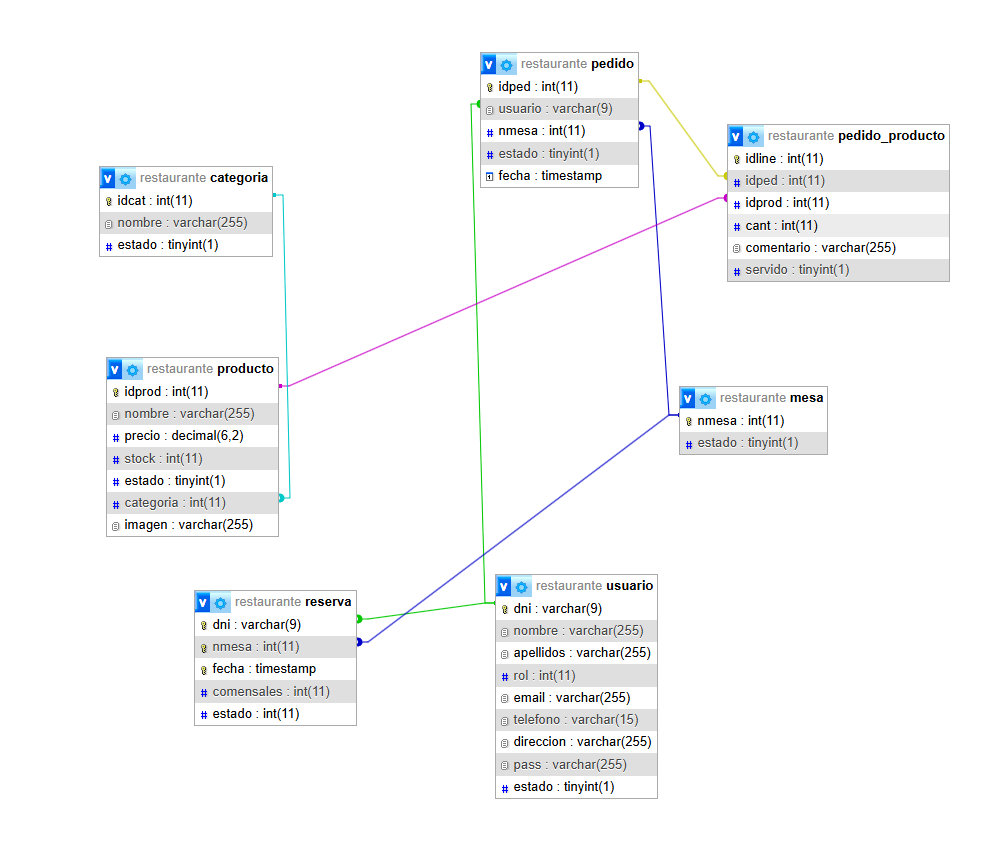 v restaurante pedido
idped : int(11)
usuario : varchar(9)
nmesa : int(11)
estado : tinyint(1)
fecha : timestamp
v restaurante pedido_producto
idline : int(11)
idped : int(11)
idprod : int(11)
cant : int(11)
comentario : varchar(255)
servido : tinyint(1)
v restaurante categoria
idcat : int(11)
nombre : varchar(255)
estado : tinyint(1)
v restaurante producto
idprod : int(11)
nombre : varchar(255)
precio : decimal(6,2)
stock : int(11)
estado : tinyint(1)
categoria : int(11)
imagen : varchar(255)
v restaurante mesa
nmesa : int(11)
estado : tinyint(1)
v restaurante reserva
dni : varchar(9)
nmesa : int(11)
fecha : timestamp
comensales : int(11)
estado : int(11)
v restaurante usuario
dni : varchar(9)
nombre : varchar(255)
apellidos : varchar(255)
rol : int(11)
email : varchar(255)
telefono : varchar(15)
direccion : varchar(255)
pass : varchar(255)
estado : tinyint(1)